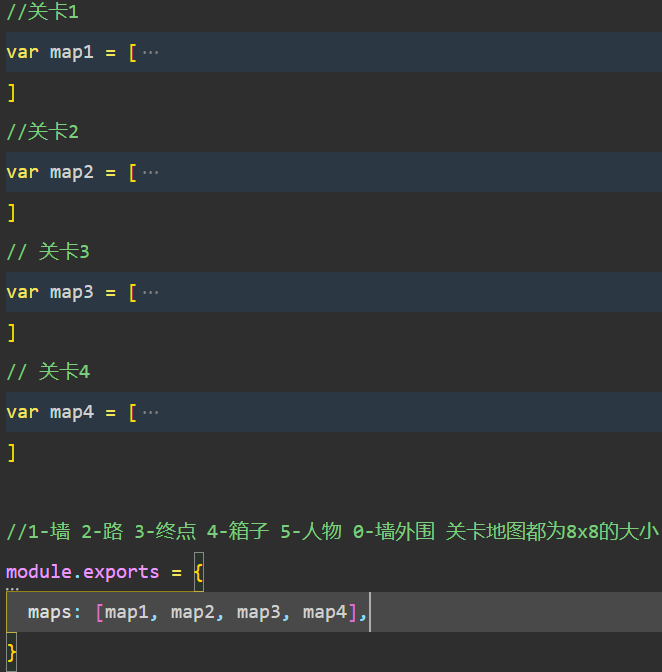 //关卡1
var map1 = [···
]
//关卡2
var map2 = [···
]
// 关卡3
var map3 = [···
]
// 关卡4
var map4 = [···
]
//1-墙 2-路 3-终点 4-箱子 5-人物 0-墙外围 关卡地图都为8x8的大小
module.exports = {
maps: [map1, map2, map3, map4],
}